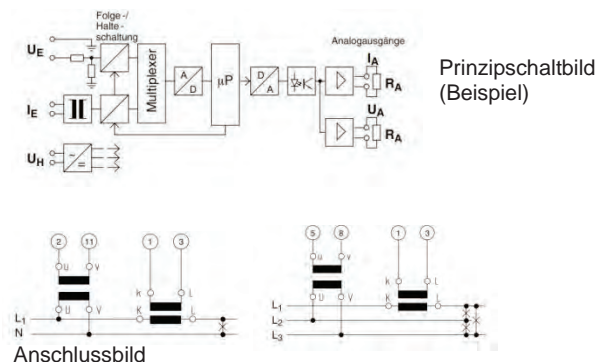 Folge-/
Halte-
schaltung
Analogausgänge
U_E
Multiplexer
A
D
µP
D
A
I_A
R_A
Prinzipschaltbild
(Beispiel)
I_E
U_A
R_A
U_H
~
=
2 11 1 3
U V
k L
U V K L
L1
N
5 8 1 3
u v
k L
U V K L
L1
L2
L3
Anschlussbild